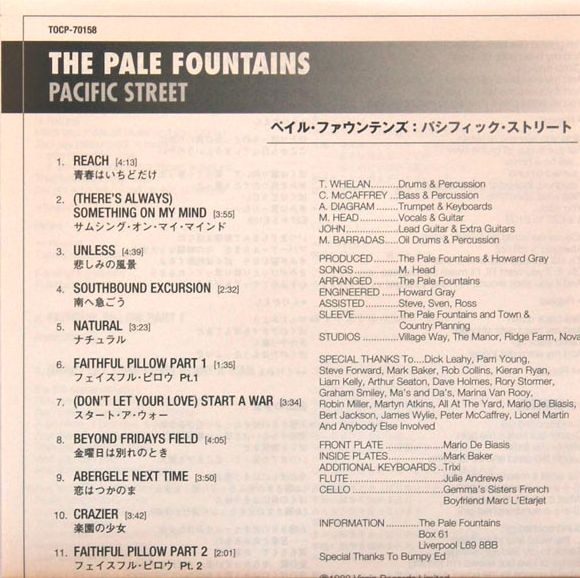 TOCP-70158
THE PALE FOUNTAINS
PACIFIC STREET
ペイル・ファウンテンズ：パシフィック・ストリート
1. REACH [4:13]
青春はいちどだけ
2. (THERE'S ALWAYS)
SOMETHING ON MY MIND [3:55]
サムシング・オン・マイ・マインド
3. UNLESS [4:39]
悲しみの風景
4. SOUTHBOUND EXCURSION [2:32]
南へ急ごう
5. NATURAL [3:23]
ナチュラル
6. FAITHFUL PILLOW PART 1 [1:35]
フェイスフル・ピロウ Pt.1
7. (DON'T LET YOUR LOVE) START A WAR [3:34]
スタート・ア・ウォー
8. BEYOND FRIDAYS FIELD [4:05]
金曜日は別れのとき
9. ABERGELE NEXT TIME [3:50]
恋はつかのま
10. CRAZIER [3:42]
楽園の少女
11. FAITHFUL PILLOW PART 2 [2:01]
フェイスフル・ピロウ Pt. 2
T. WHELAN..........Drums & Percussion
C. McCAFFREY...Bass & Percussion
A. DIAGRAM........Trumpet & Keyboards
M. HEAD.............Vocals & Guitar
JOHN..................Lead Guitar & Extra Guitars
M. BARRADAS....Oil Drums & Percussion
PRODUCED........The Pale Fountains & Howard Gray
SONGS...............M. Head
ARRANGED........The Pale Fountains
ENGINEERED.....Howard Gray
ASSISTED...........Steve, Sven, Ross
SLEEVE...............The Pale Fountains and Town &
Country Planning
STUDIOS............Village Way, The Manor, Ridge Farm, Nova
SPECIAL THANKS To....Dick Leahy, Pam Young,
Steve Forward, Mark Baker, Rob Collins, Kieran Ryan,
Liam Kelly, Arthur Seaton, Dave Holmes, Rory Stormer,
Graham Smiley, Ma's and Da's, Marina Van Rooy,
Robin Miller, Martyn Atkins, All At The Yard, Mario De Biasis,
Bert Jackson, James Wylie, Peter McCaffrey, Lionel Martin
And Anybody Else Involved
FRONT PLATE..................Mario De Biasis
INSIDE PLATES.................Mark Baker
ADDITIONAL KEYBOARDS..Trixi
FLUTE................................Julie Andrews
CELLO...............................Gemma's Sisters French
Boyfriend Marc L'Etarjet
INFORMATION.............The Pale Fountains
Box 61
Liverpool L69 8BB
Special Thanks To Bumpy Ed